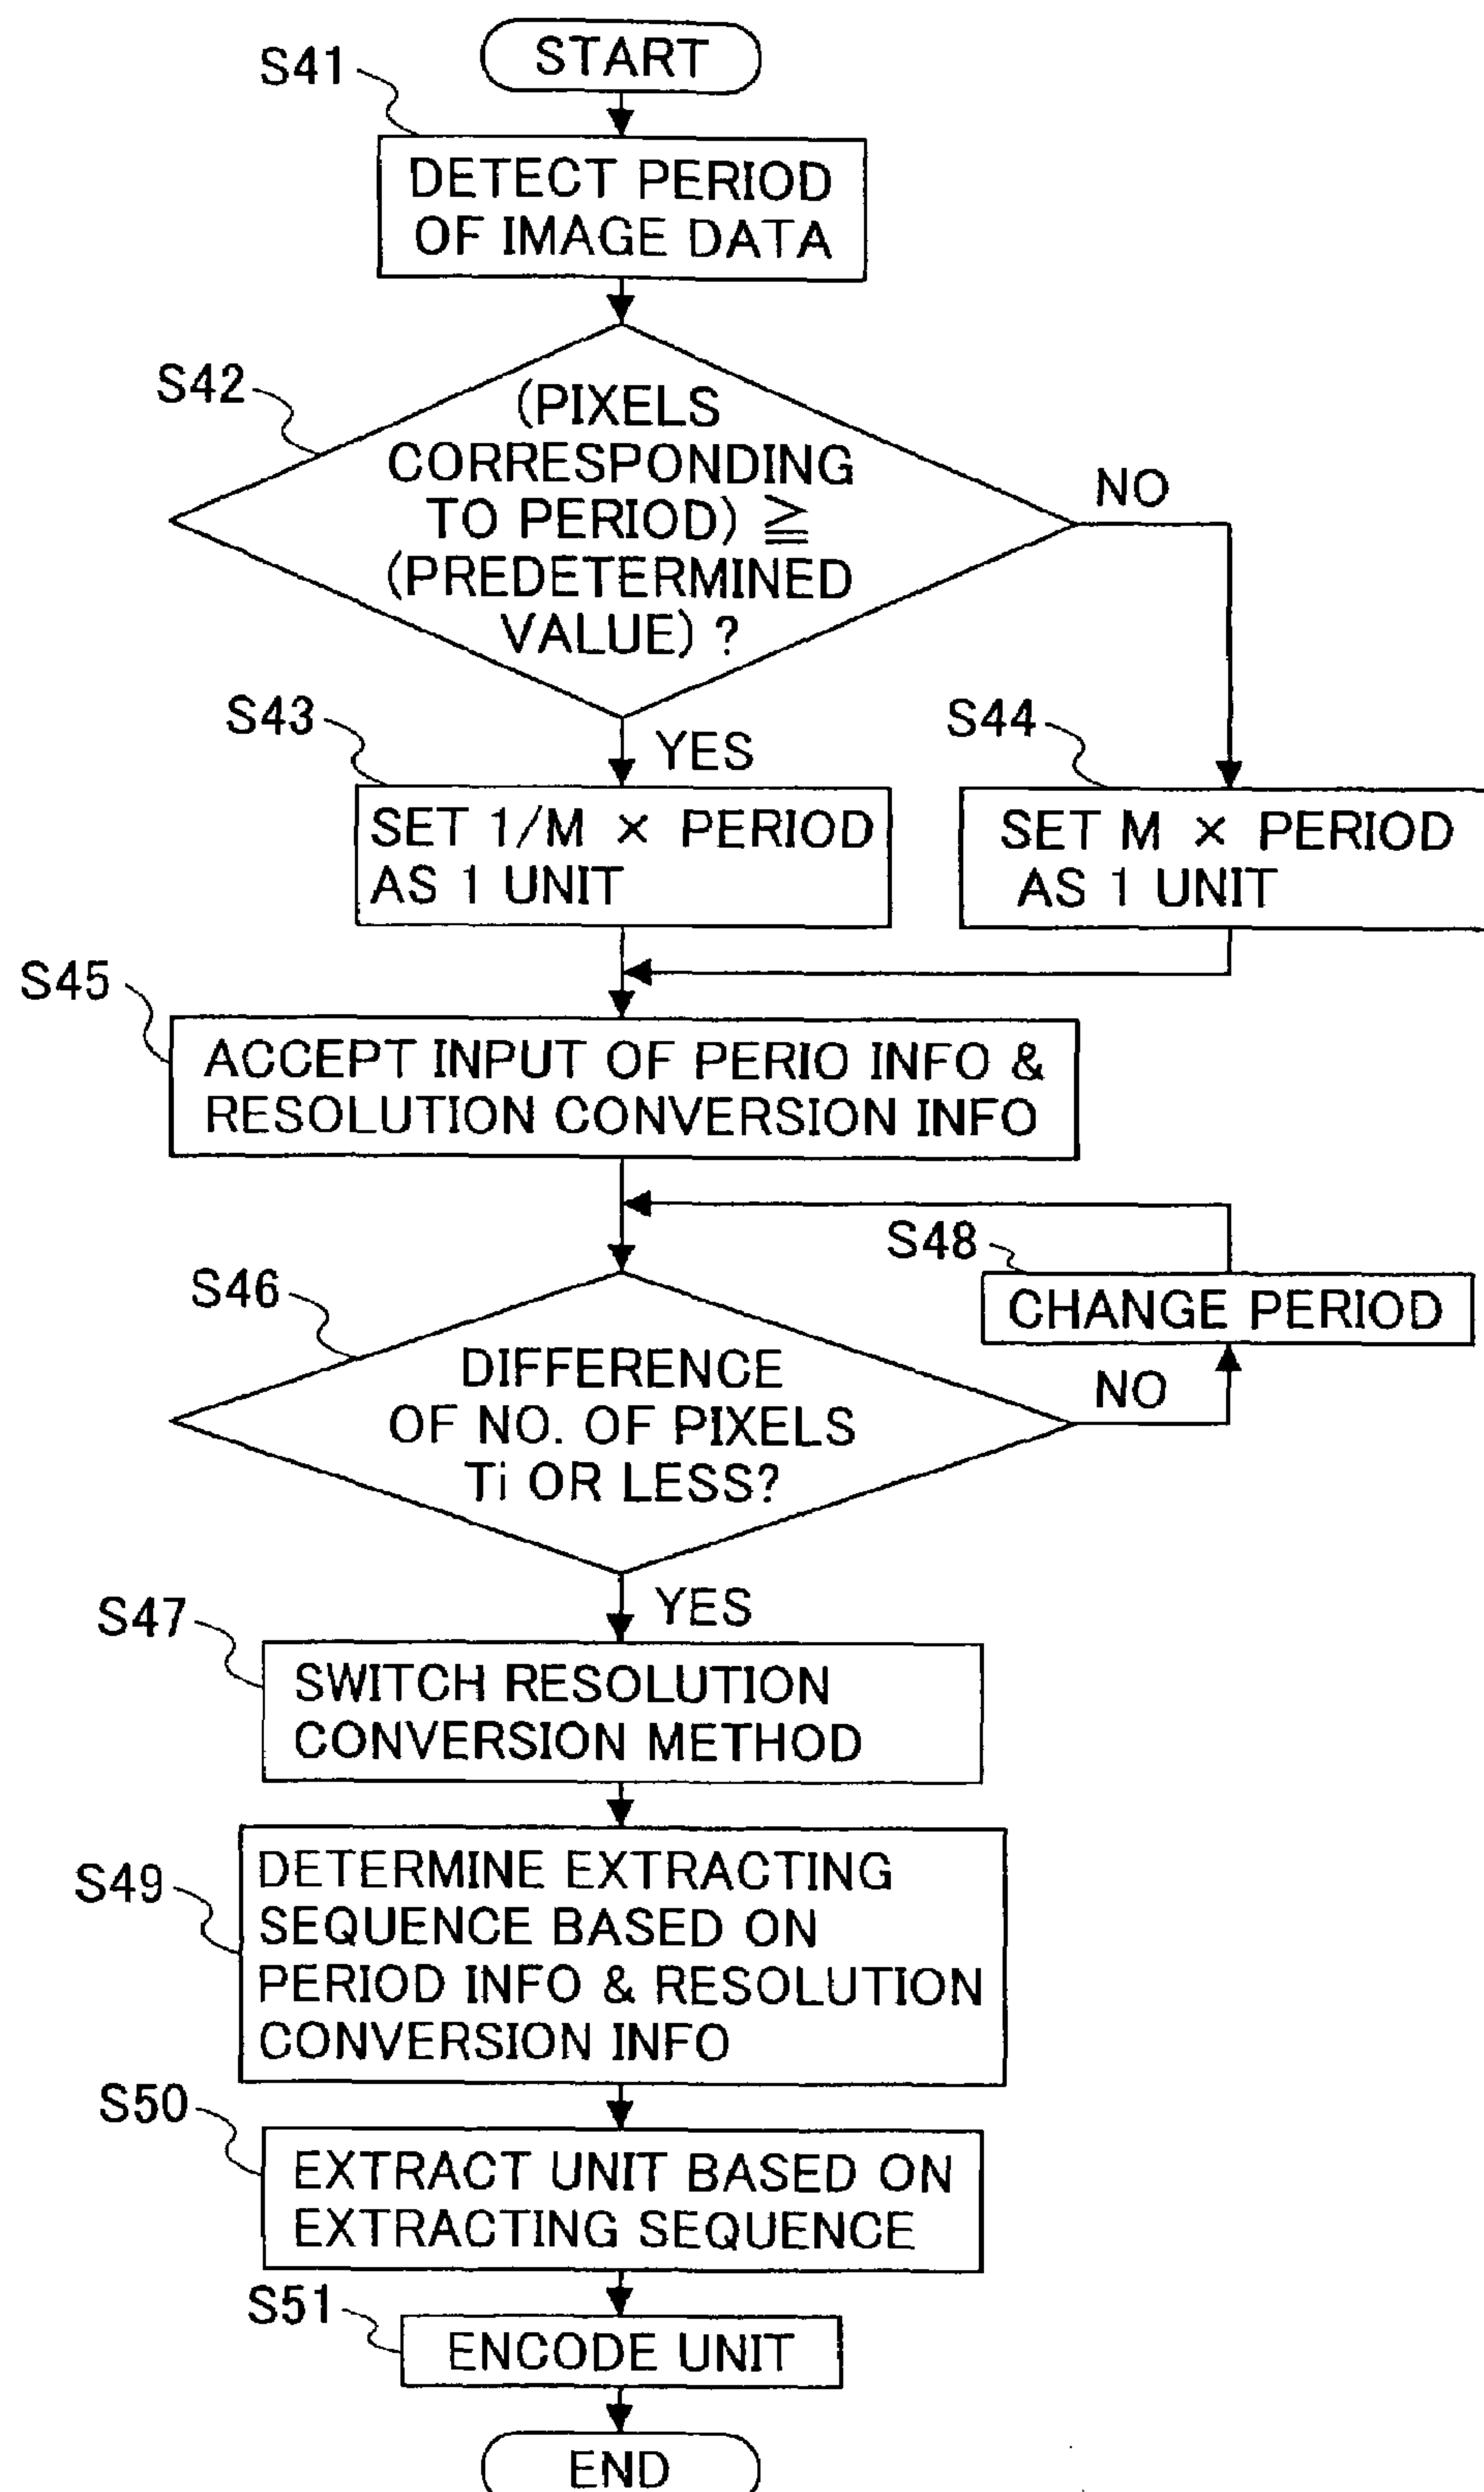 START
S41
DETECT PERIOD
OF IMAGE DATA
S42
(PIXELS
CORRESPONDING
TO PERIOD) ≧
(PREDETERMINED
VALUE) ?
NO
YES
S43
SET 1/M × PERIOD
AS 1 UNIT
S44
SET M × PERIOD
AS 1 UNIT
S45
ACCEPT INPUT OF PERIO INFO &
RESOLUTION CONVERSION INFO
S46
DIFFERENCE
OF NO. OF PIXELS
Ti OR LESS?
NO
S48
CHANGE PERIOD
YES
S47
SWITCH RESOLUTION
CONVERSION METHOD
S49
DETERMINE EXTRACTING
SEQUENCE BASED ON
PERIOD INFO & RESOLUTION
CONVERSION INFO
S50
EXTRACT UNIT BASED ON
EXTRACTING SEQUENCE
S51
ENCODE UNIT
END